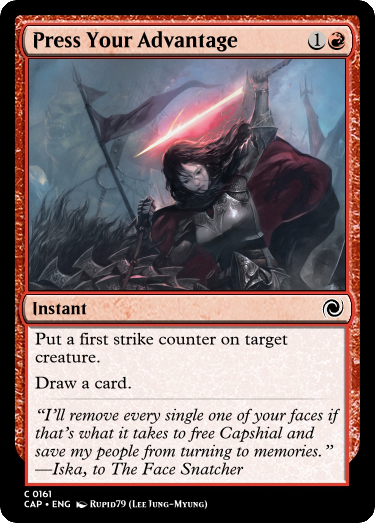 Press Your Advantage 1
Instant
Put a first strike counter on target
creature.
Draw a card.
“I’ll remove every single one of your faces if
that’s what it takes to free Capshial and
save my people from turning to memories.”
—Iska, to The Face Snatcher
C 0161
CAP • ENG Rupid79 (Lee Jung-Myung)